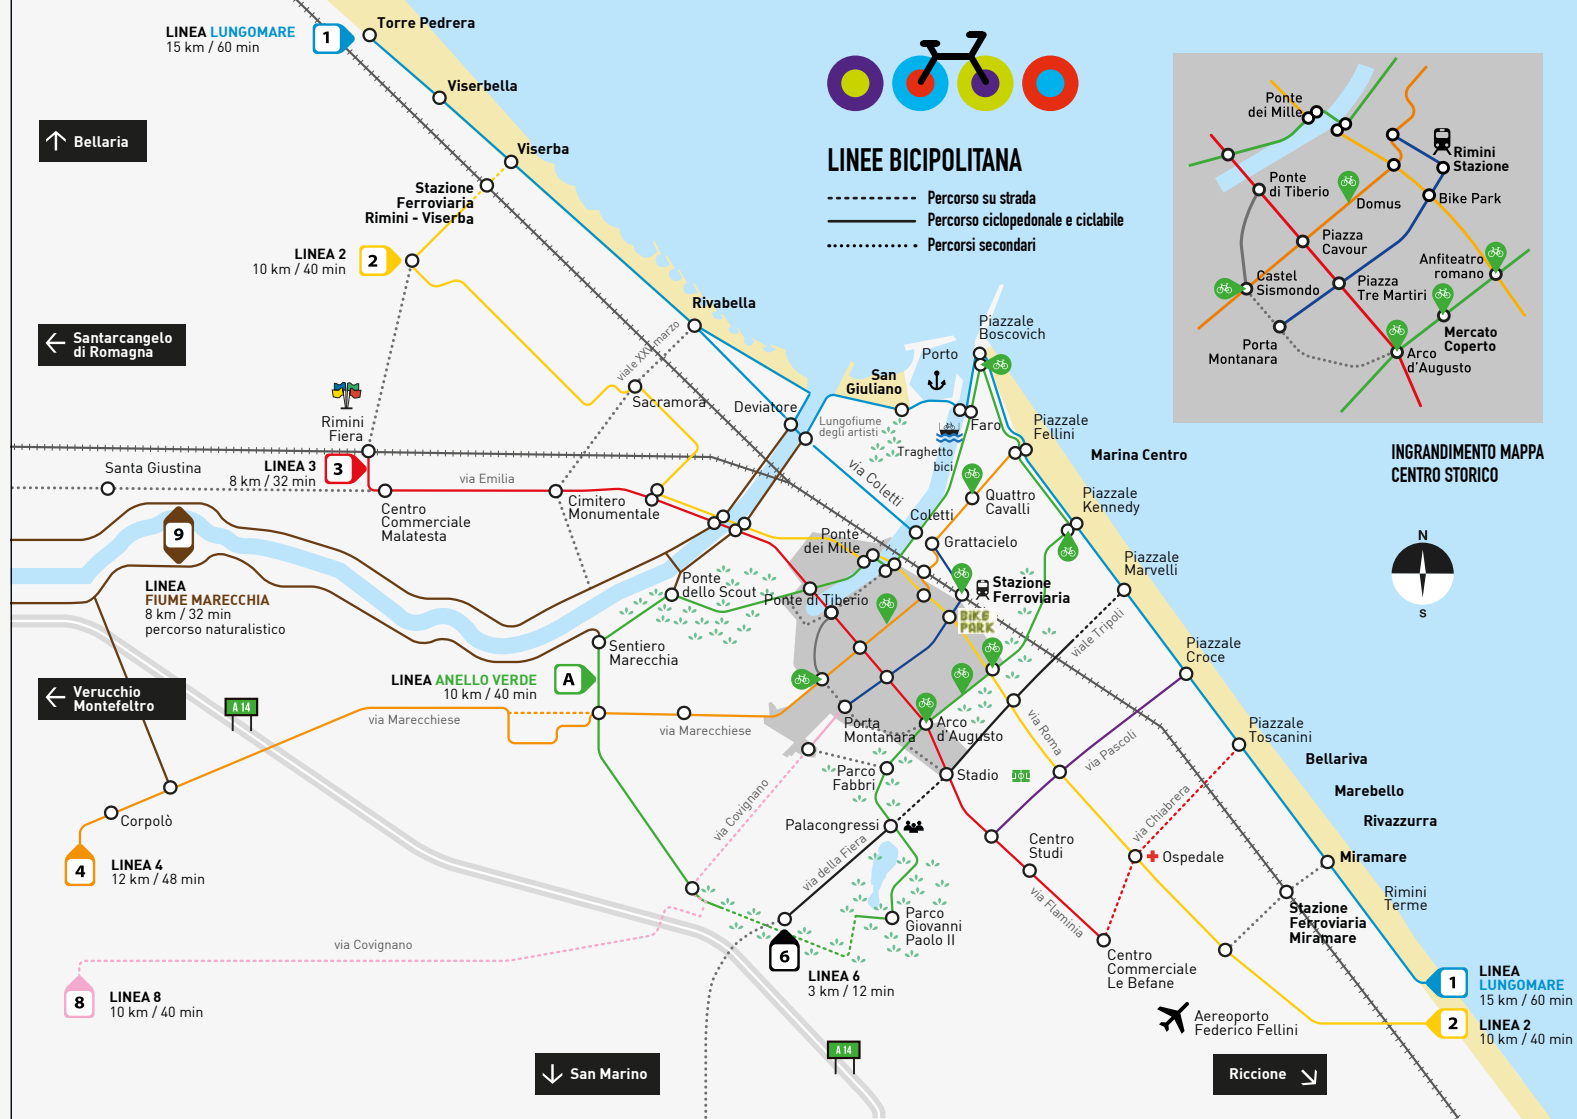 Torre Pedrera
LINEA LUNGOMARE
15 km / 60 min
1
Viserbella
Bellaria
Viserba
Stazione
Ferroviaria
Rimini - Viserba
LINEA 2
10 km / 40 min
2
Rivabella
Santarcangelo
di Romagna
viale XXV marzo
Sacramora
Rimini
Fiera
Santa Giustina
LINEA 3
8 km / 32 min
3
via Emilia
Centro
Commerciale
Malatesta
Cimitero
Monumentale
Deviatore
Lungofiume
degli artisti
San
Giuliano
Porto
Piazzale
Boscovich
Faro
Traghetto
bici
Piazzale
Fellini
Marina Centro
via Coletti
Coletti
Quattro
Cavalli
Piazzale
Kennedy
Grattacielo
Ponte
dei Mille
Piazzale
Marvelli
Stazione
Ferroviaria
BIKE
PARK
9
LINEA
FIUME MARECCHIA
8 km / 32 min
percorso naturalistico
Ponte
dello Scout
Ponte di Tiberio
viale Tripoli
Sentiero
Marecchia
Piazzale
Croce
LINEA ANELLO VERDE
10 km / 40 min
A
Verucchio
Montefeltro
A 14
via Marecchiese
via Marecchiese
Porta
Montanara
Arco
d'Augusto
via Roma
via Pascoli
Piazzale
Toscanini
Bellariva
Parco
Fabbri
Stadio
Marebello
via Covignano
via Chiabrera
Rivazzurra
Corpolò
Palacongressi
4
LINEA 4
12 km / 48 min
via della Fiera
Centro
Studi
Ospedale
Miramare
via Flaminia
Rimini
Terme
Stazione
Ferroviaria
Miramare
Parco
Giovanni
Paolo II
via Covignano
6
LINEA 6
3 km / 12 min
Centro
Commerciale
Le Befane
8
LINEA 8
10 km / 40 min
Aereoporto
Federico Fellini
1
LINEA
LUNGOMARE
15 km / 60 min
2
LINEA 2
10 km / 40 min
A 14
San Marino
Riccione
LINEE BICIPOLITANA
Percorso su strada
Percorso ciclopedonale e ciclabile
Percorsi secondari
Ponte
dei Mille
Rimini
Stazione
Ponte
di Tiberio
Domus
Bike Park
Piazza
Cavour
Anfiteatro
romano
Castel
Sismondo
Piazza
Tre Martiri
Mercato
Coperto
Porta
Montanara
Arco
d'Augusto
INGRANDIMENTO MAPPA
CENTRO STORICO
N
S